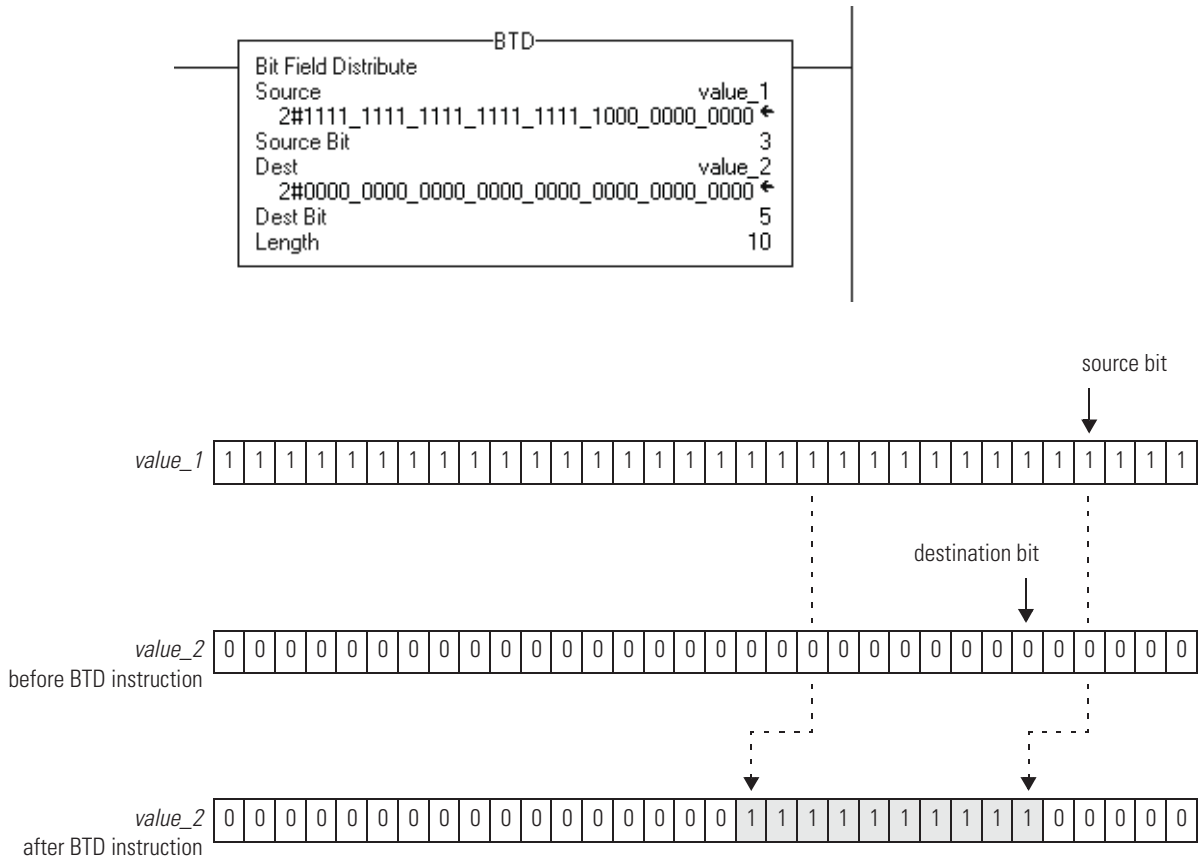 BTD
Bit Field Distribute
Source value_1
2#1111_1111_1111_1111_1111_1000_0000_0000
Source Bit 3
Dest value_2
2#0000_0000_0000_0000_0000_0000_0000_0000
Dest Bit 5
Length 10
source bit
value_1 1 1 1 1 1 1 1 1 1 1 1 1 1 1 1 1 1 1 1 1 1 1 1 1 1 1 1 1 1 1 1 1
destination bit
value_2 0 0 0 0 0 0 0 0 0 0 0 0 0 0 0 0 0 0 0 0 0 0 0 0 0 0 0 0 0 0 0 0
before BTD instruction
value_2 0 0 0 0 0 0 0 0 0 0 0 0 0 0 0 0 0 1 1 1 1 1 1 1 1 1 1 0 0 0 0 0
after BTD instruction